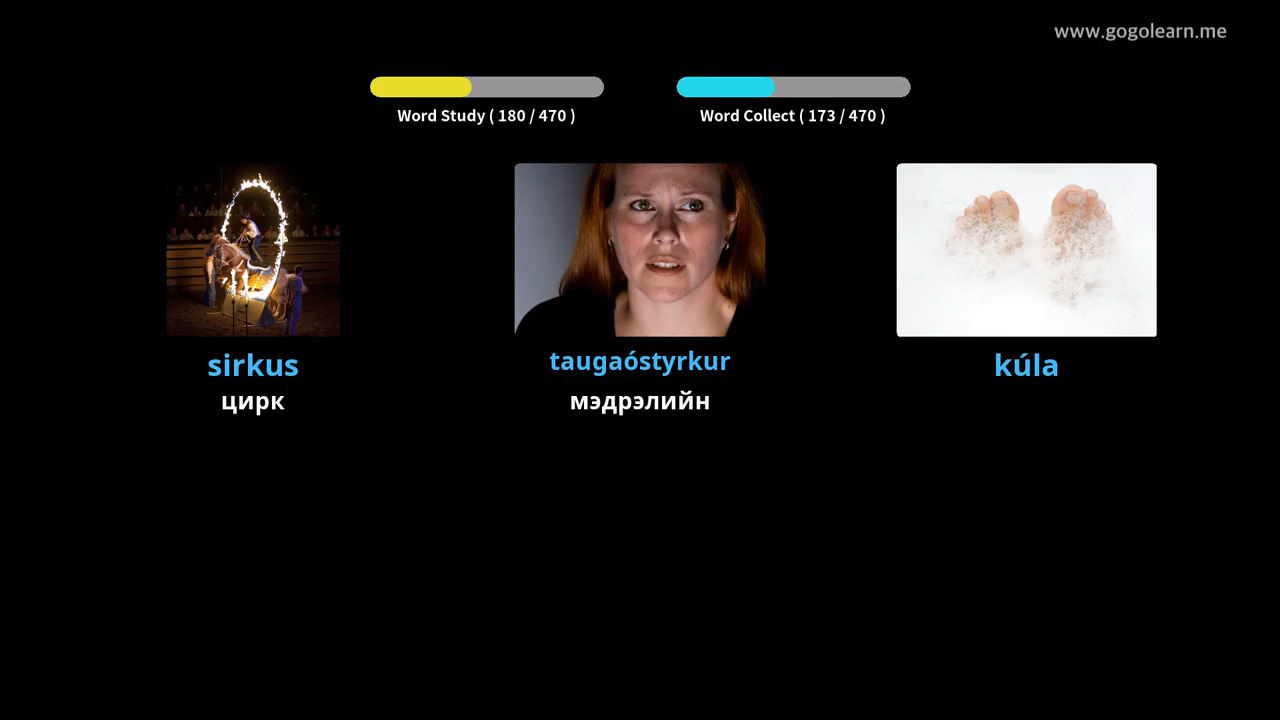 www.gogolearn.me
Word Study ( 180 / 470 )
Word Collect ( 173 / 470 )
sirkus
цирк
taugaóstyrkur
мэдрэлийн
kúla